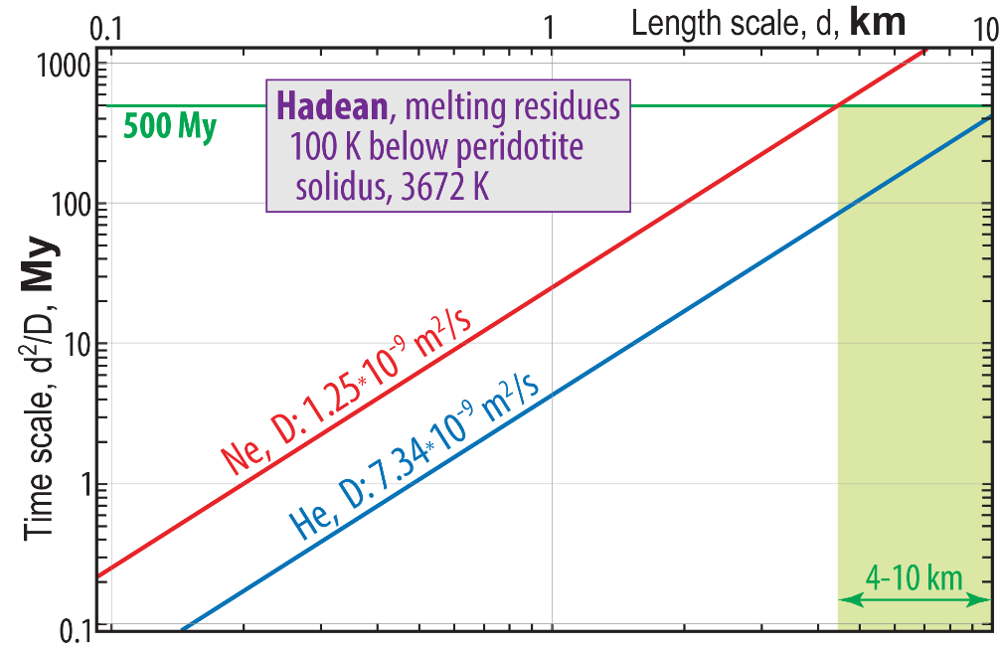 0.1 1 Length scale, d, km 10
1000
500 My
Hadean, melting residues
100 K below peridotite
solidus, 3672 K
100
Time scale, d²/D, My
10
Ne, D: 1.25*10⁻⁹ m²/s
He, D: 7.34*10⁻⁹ m²/s
1
4-10 km
0.1